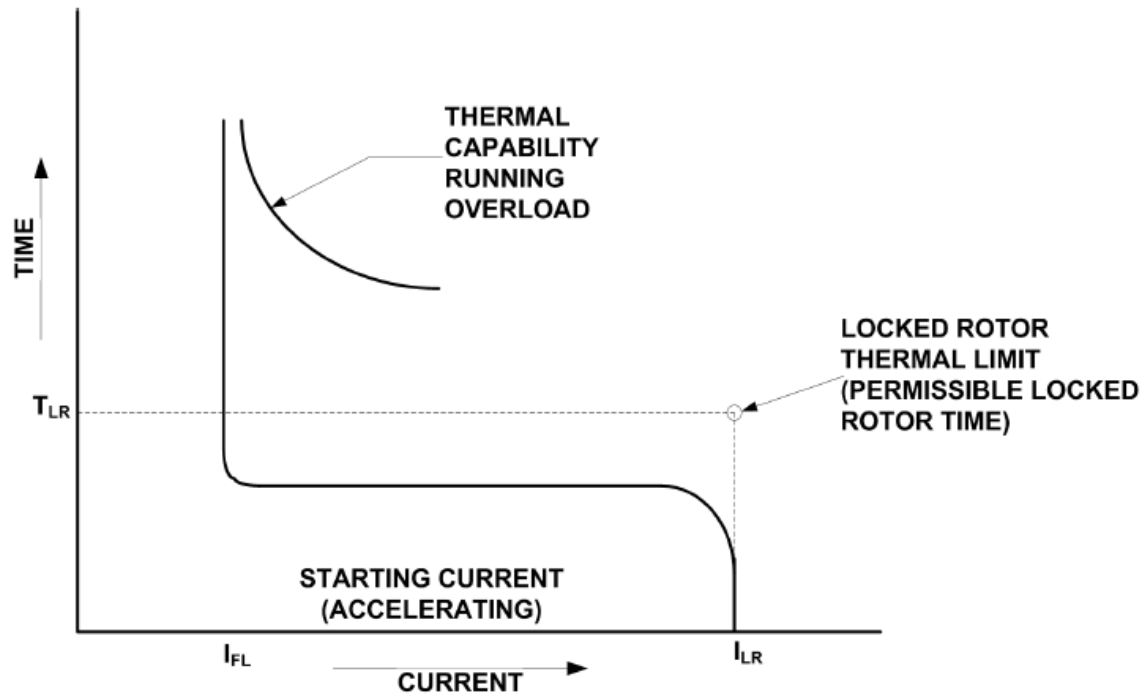 THERMAL
CAPABILITY
RUNNING
OVERLOAD
TIME
LOCKED ROTOR
THERMAL LIMIT
(PERMISSIBLE LOCKED
ROTOR TIME)
TLR
STARTING CURRENT
(ACCELERATING)
IFL
ILR
CURRENT